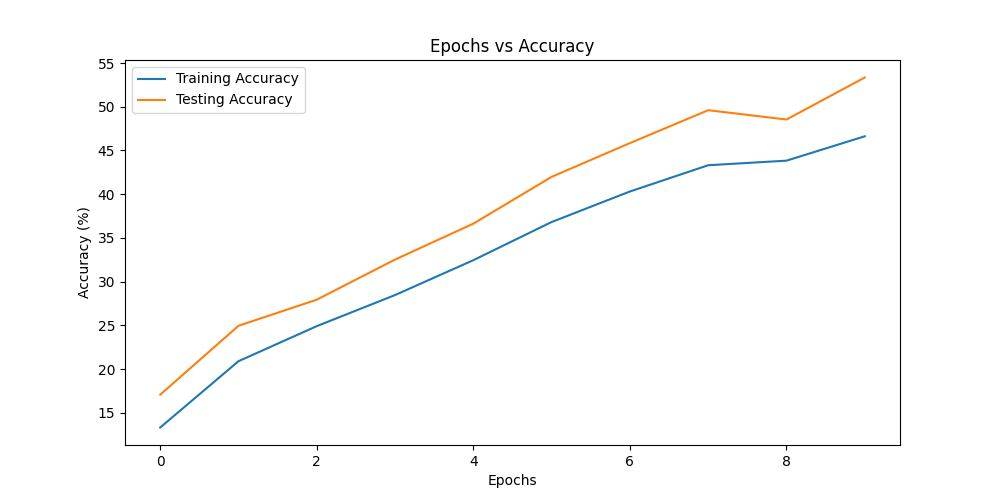 Epochs vs Accuracy
Training Accuracy
Testing Accuracy
Accuracy (%)
55
50
45
40
35
30
25
20
15
0 2 4 6 8
Epochs